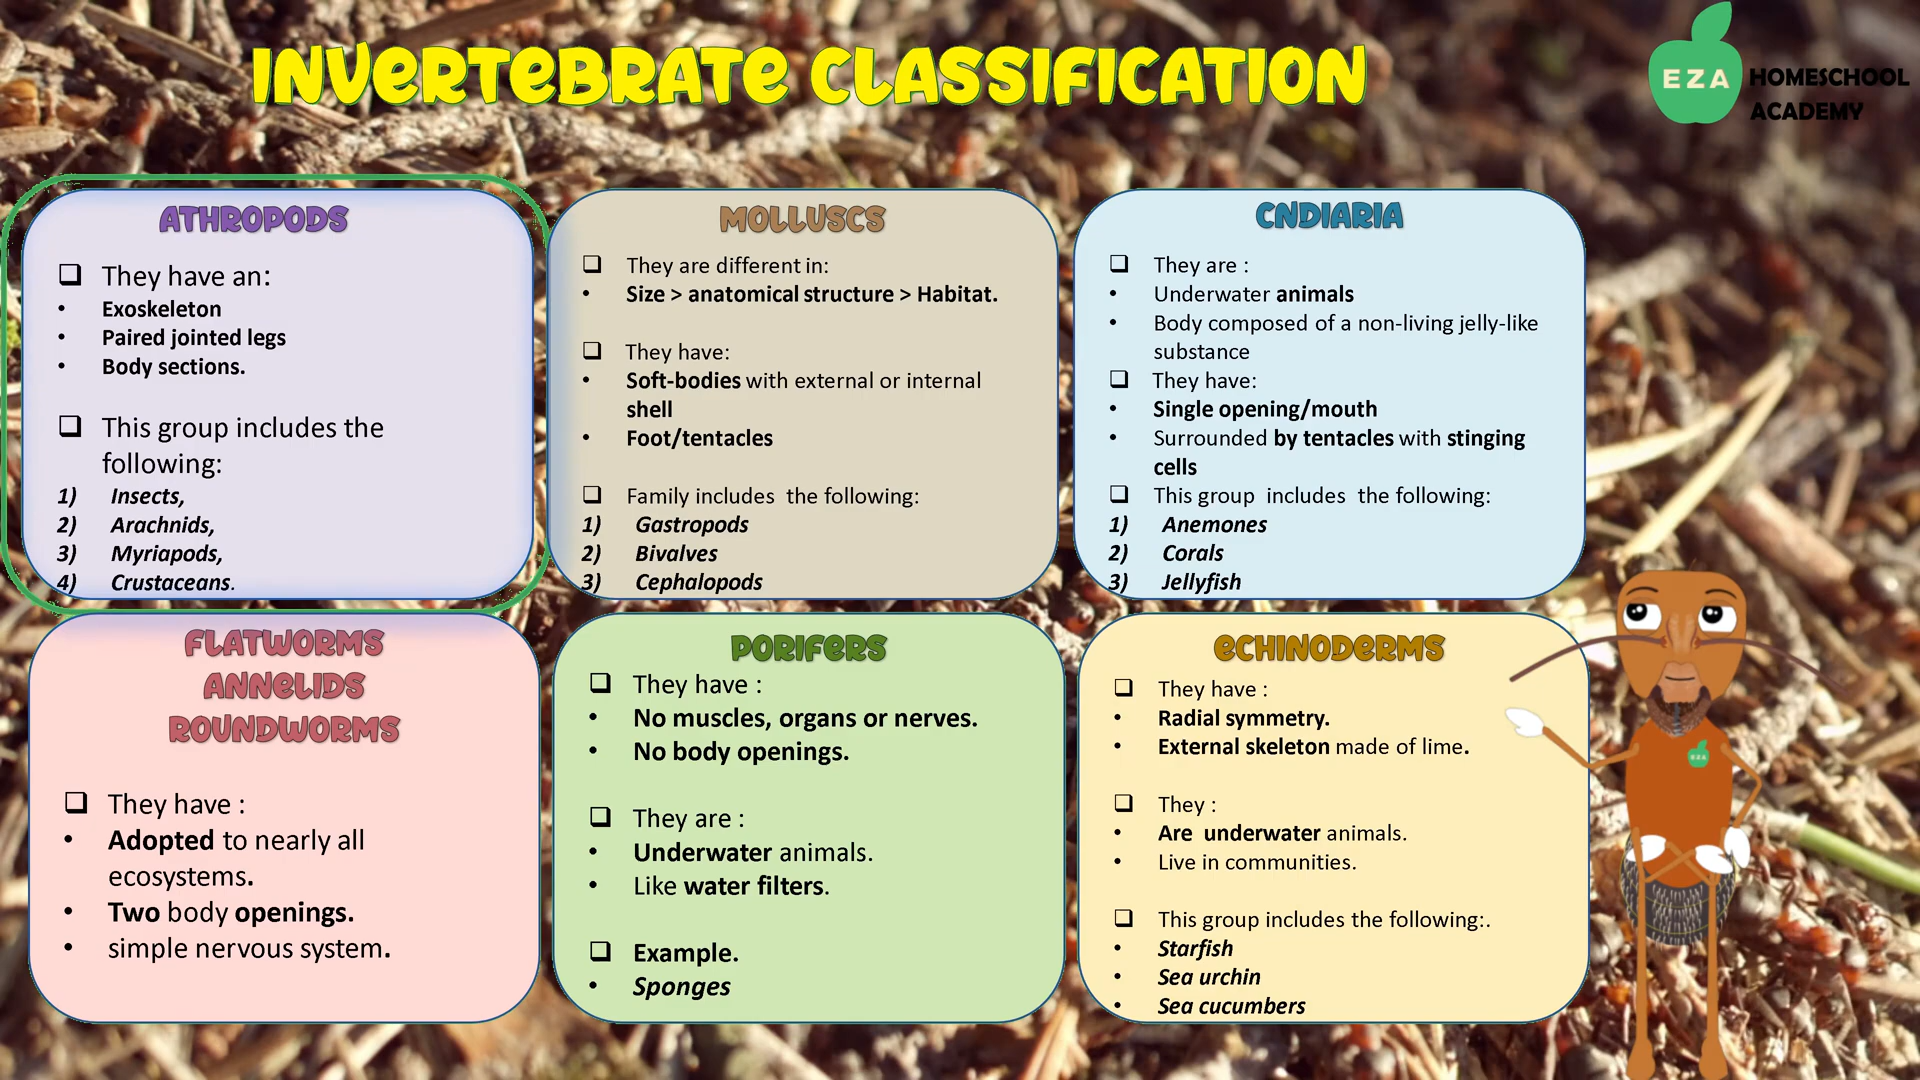 INVERTEBRATE CLASSIFICATION
EZA HOMESCHOOL
ACADEMY
ATHROPODS
❑ They have an:
• Exoskeleton
• Paired jointed legs
• Body sections.
❑ This group includes the
following:
1) Insects,
2) Arachnids,
3) Myriapods,
4) Crustaceans.
MOLLUSCS
❑ They are different in:
• Size > anatomical structure > Habitat.
❑ They have:
• Soft-bodies with external or internal
shell
• Foot/tentacles
❑ Family includes the following:
1) Gastropods
2) Bivalves
3) Cephalopods
CNDIARIA
❑ They are :
• Underwater animals
• Body composed of a non-living jelly-like
substance
❑ They have:
• Single opening/mouth
• Surrounded by tentacles with stinging
cells
❑ This group includes the following:
1) Anemones
2) Corals
3) Jellyfish
FLATWORMS
ANNELIDS
ROUNDWORMS
❑ They have :
• Adopted to nearly all
ecosystems.
• Two body openings.
• simple nervous system.
PORIFERS
❑ They have :
• No muscles, organs or nerves.
• No body openings.
❑ They are :
• Underwater animals.
• Like water filters.
❑ Example.
• Sponges
ECHINODERMS
❑ They have :
• Radial symmetry.
• External skeleton made of lime.
❑ They :
• Are underwater animals.
• Live in communities.
❑ This group includes the following:.
• Starfish
• Sea urchin
• Sea cucumbers
EZA